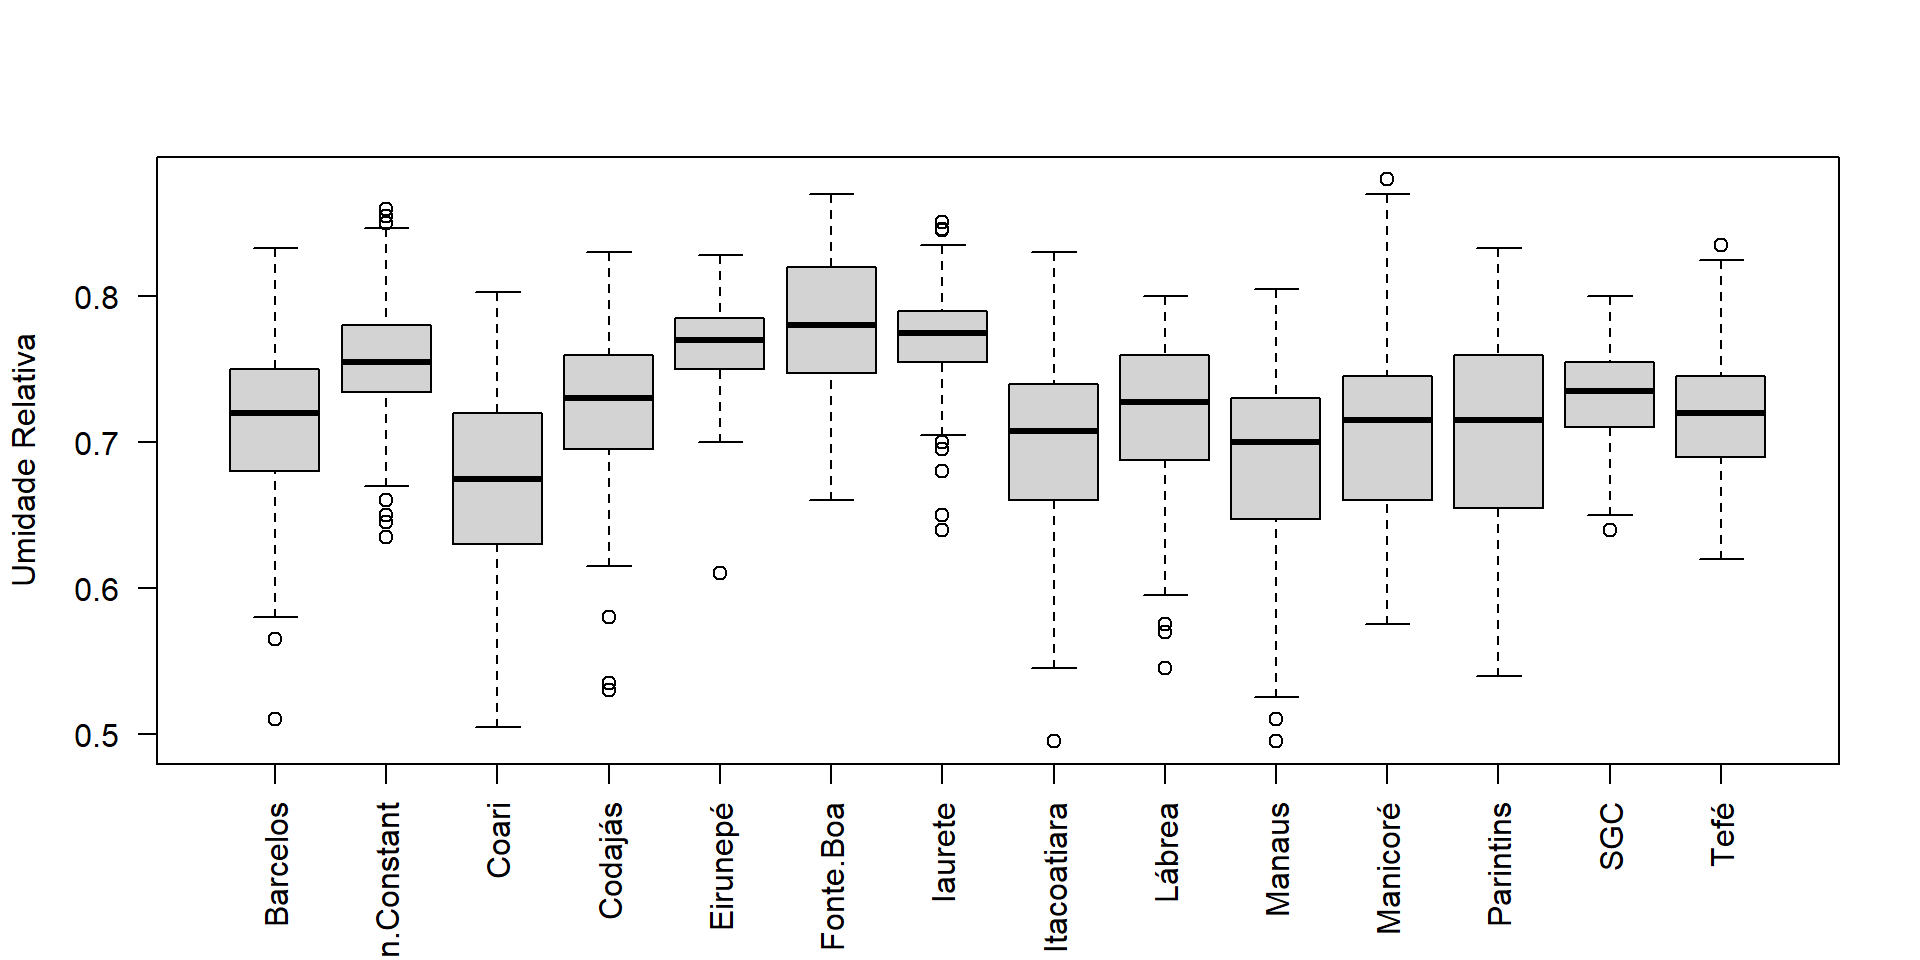 Umidade Relativa
0.8
0.7
0.6
0.5
Barcelos
n.Constant
Coari
Codajás
Eirunepé
Fonte.Boa
Iaurete
Itacoatiara
Lábrea
Manaus
Manicoré
Parintins
SGC
Tefé